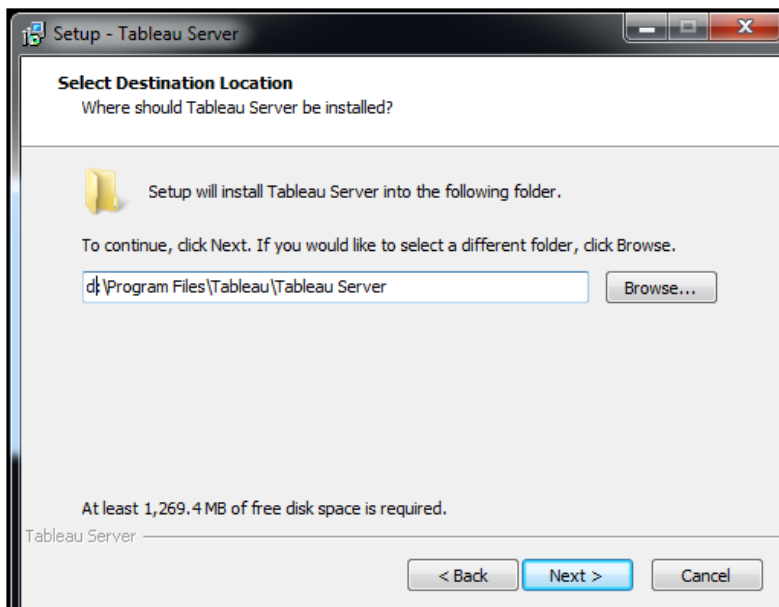 Setup - Tableau Server
Select Destination Location
Where should Tableau Server be installed?
Setup will install Tableau Server into the following folder.
To continue, click Next. If you would like to select a different folder, click Browse.
d:\Program Files\Tableau\Tableau Server
Browse...
At least 1,269.4 MB of free disk space is required.
Tableau Server
< Back Next > Cancel